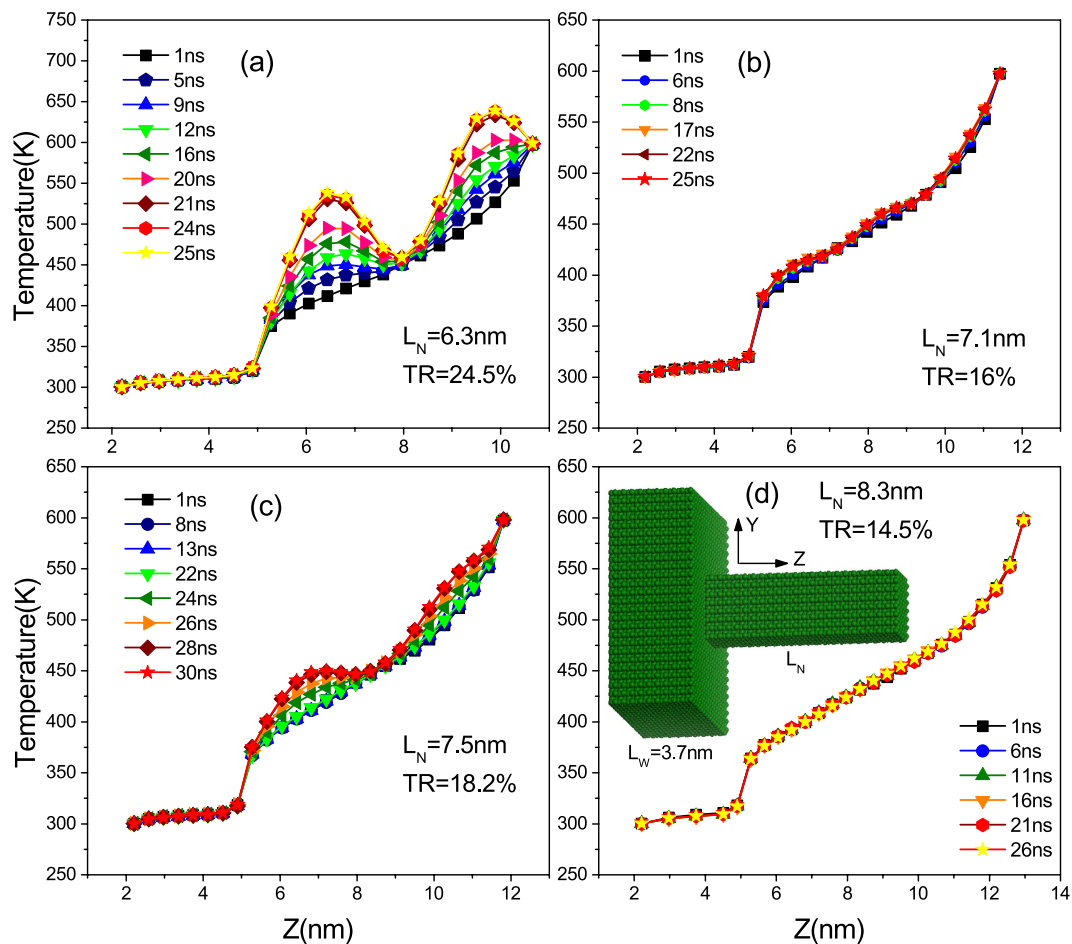 750
700
650
600
550
500
450
400
350
300
250
Temperature(K)
1ns
5ns
9ns
12ns
16ns
20ns
21ns
24ns
25ns
(a)
L_N=6.3nm
TR=24.5%
2 4 6 8 10
650
600
550
500
450
400
350
300
250
1ns
6ns
8ns
17ns
22ns
25ns
(b)
L_N=7.1nm
TR=16%
2 4 6 8 10 12
650
600
550
500
450
400
350
300
250
Temperature(K)
1ns
8ns
13ns
22ns
24ns
26ns
28ns
30ns
(c)
L_N=7.5nm
TR=18.2%
2 4 6 8 10 12
Z(nm)
650
600
550
500
450
400
350
300
250
(d)
L_N=8.3nm
TR=14.5%
Y
Z
L_N
L_W=3.7nm
1ns
6ns
11ns
16ns
21ns
26ns
2 4 6 8 10 12 14
Z(nm)